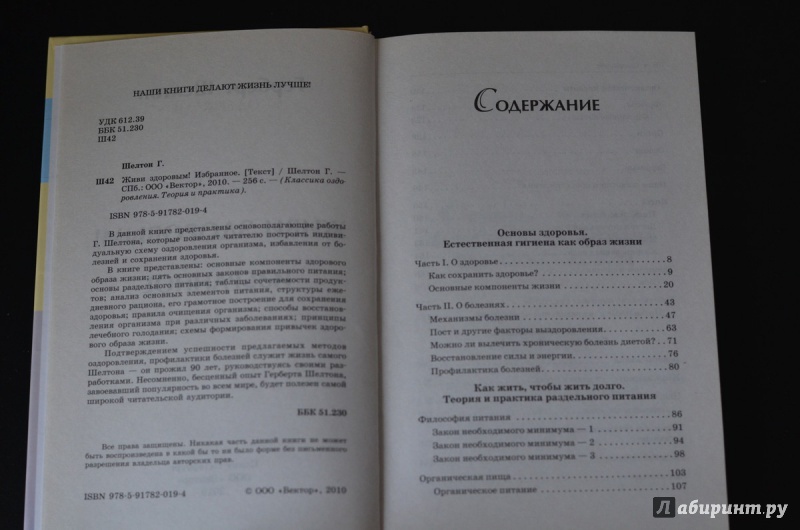 НАШИ КНИГИ ДЕЛАЮТ ЖИЗНЬ ЛУЧШЕ!
УДК 612.39
ББК 51.230
Ш42
Шелтон Г.
Ш42 Живи здоровым! Избранное. [Текст] / Шелтон Г. —
СПб.: ООО «Вектор», 2010. — 256 с. — (Классика оздо-
ровления. Теория и практика).
ISBN 978-5-91782-019-4
В данной книге представлены основополагающие работы
Г. Шелтона, которые позволят читателю построить индиви-
дуальную схему оздоровления организма, избавления от бо-
лезней и сохранения здоровья.
В книге представлены: основные компоненты здорового
образа жизни; пять основных законов правильного питания;
основы раздельного питания; таблицы сочетаемости продук-
тов; анализ основных элементов питания, структуры еже-
дневного рациона, его грамотное построение для сохранения
здоровья; правила очищения организма; способы восстанов-
ления организма при различных заболеваниях; принципы
лечебного голодания; схемы формирования привычек здоро-
вого образа жизни.
Подтверждением успешности предлагаемых методов
оздоровления, профилактики болезней служит жизнь самого
Шелтона — он прожил 90 лет, руководствуясь своими раз-
работками. Несомненно, бесценный опыт Герберта Шелтона,
завоевавший популярность во всем мире, будет полезен самой
широкой читательской аудитории.
ББК 51.230
Все права защищены. Никакая часть данной книги не может
быть воспроизведена в какой бы то ни было форме без письменного
разрешения владельца авторских прав.
ISBN 978-5-91782-019-4
© ООО «Вектор», 2010
СОДЕРЖАНИЕ
Основы здоровья.
Естественная гигиена как образ жизни
Часть I. О здоровье 8
Как сохранить здоровье? 9
Основные компоненты жизни 20
Часть II. О болезнях 43
Механизмы болезни 47
Пост и другие факторы выздоровления. 63
Можно ли вылечить хроническую болезнь диетой? 71
Восстановление силы и энергии. 76
Профилактика болезней 80
Как жить, чтобы жить долго.
Теория и практика раздельного питания
Философия питания 86
Закон необходимого минимума — 1 91
Закон необходимого минимума — 2 94
Закон необходимого минимума — 3 98
Органическая пища 103
Органическое питание 107
Лабиринт.ру